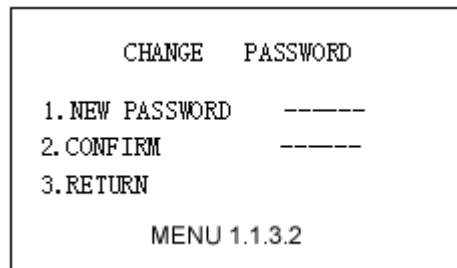 CHANGE PASSWORD
1.NEW PASSWORD ------
2.CONFIRM ------
3.RETURN
MENU 1.1.3.2